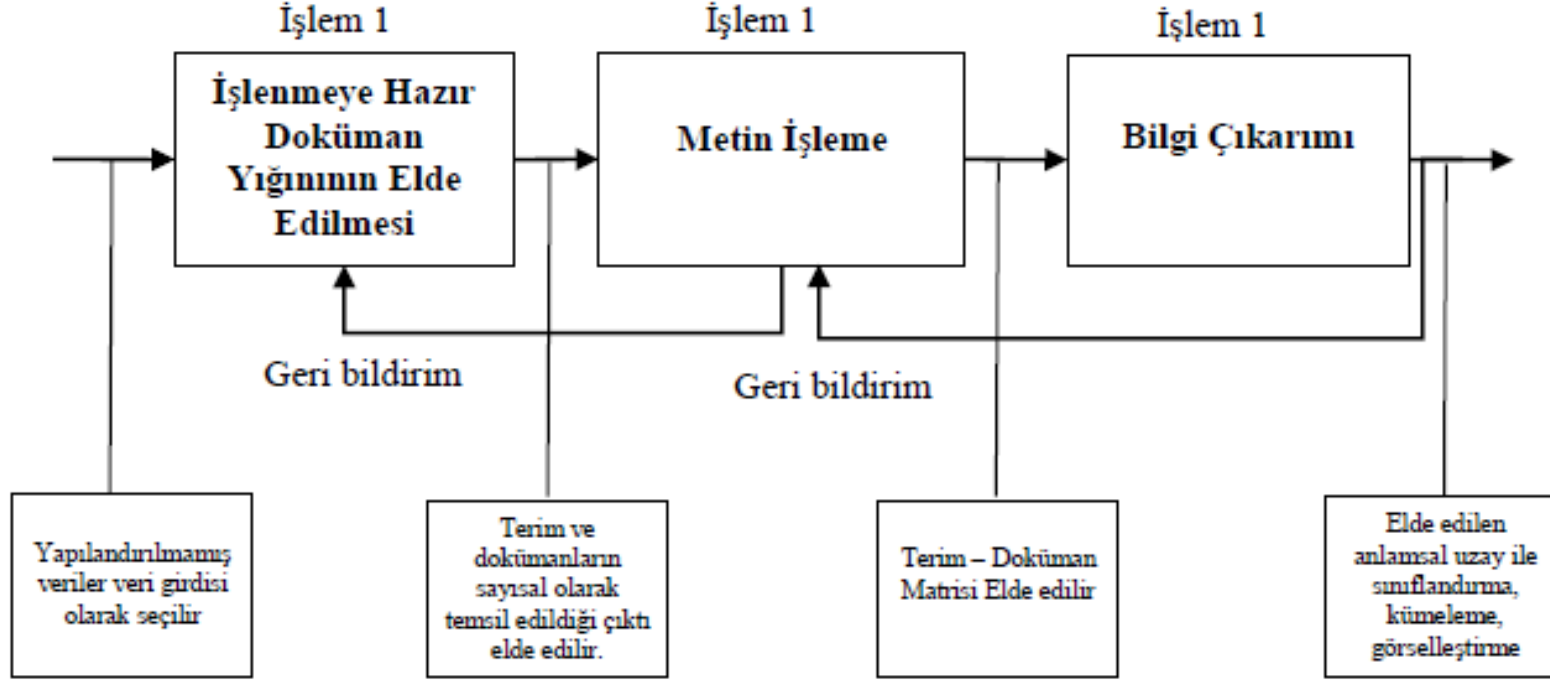 İşlem 1
İşlem 1
İşlem 1
İşlenmeye Hazır
Doküman
Yığınının Elde
Edilmesi
Metin İşleme
Bilgi Çıkarımı
Geri bildirim
Geri bildirim
Yapılandırılmamış
veriler veri girdisi
olarak seçilir
Terim ve
dokümanların
sayısal olarak
temsil edildiği çıktı
elde edilir.
Terim – Doküman
Matrisi Elde edilir
Elde edilen
anlamsal uzay ile
sınıflandırma,
kümeleme,
görselleştirme